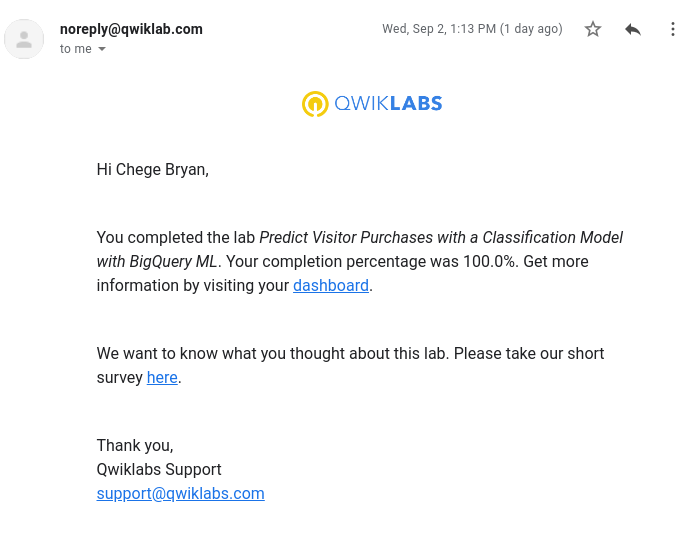 noreply@qwiklab.com
Wed, Sep 2, 1:13 PM (1 day ago)
to me
QWIKLABS
Hi Chege Bryan,
You completed the lab Predict Visitor Purchases with a Classification Model
with BigQuery ML. Your completion percentage was 100.0%. Get more
information by visiting your dashboard.
We want to know what you thought about this lab. Please take our short
survey here.
Thank you,
Qwiklabs Support
support@qwiklabs.com